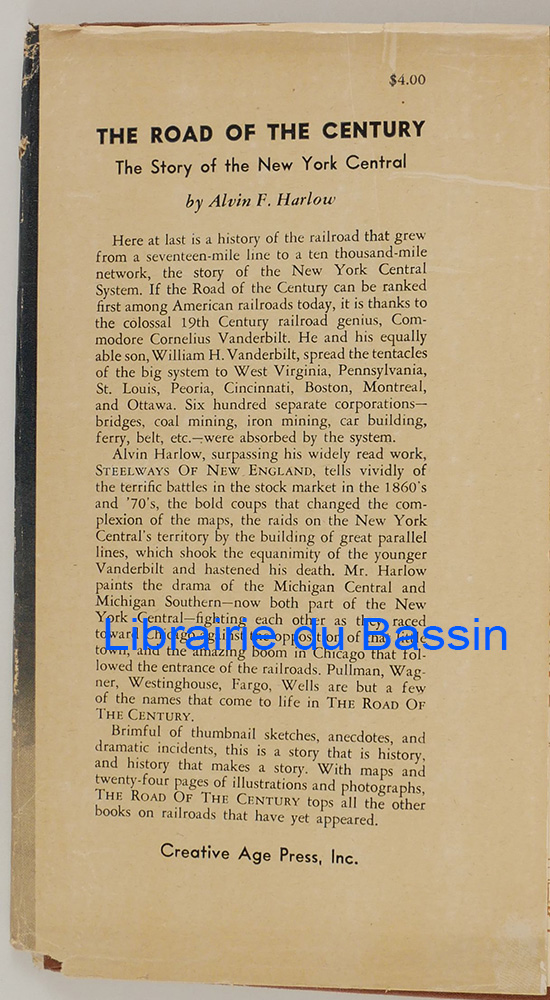 $4.00
THE ROAD OF THE CENTURY
The Story of the New York Central
by Alvin F. Harlow
Here at last is a history of the railroad that grew
from a seventeen-mile line to a ten thousand-mile
network, the story of the New York Central
System. If the Road of the Century can be ranked
first among American railroads today, it is thanks to
the colossal 19th Century railroad genius, Com-
modore Cornelius Vanderbilt. He and his equally
able son, William H. Vanderbilt, spread the tentacles
of the big system to West Virginia, Pennsylvania,
St. Louis, Peoria, Cincinnati, Boston, Montreal,
and Ottawa. Six hundred separate corporations—
bridges, coal mining, iron mining, car building,
ferry, belt, etc.—were absorbed by the system.
Alvin Harlow, surpassing his widely read work,
STEELWAYS OF NEW ENGLAND, tells vividly of
the terrific battles in the stock market in the 1860's
and '70's, the bold coups that changed the com-
plexion of the maps, the raids on the New York
Central's territory by the building of great parallel
lines, which shook the equanimity of the younger
Vanderbilt and hastened his death. Mr. Harlow
paints the drama of the Michigan Central and
Michigan Southern—now both part of the New
York Central—fighting each other as they raced
toward Chicago against the opposition of that little
town, and the amazing boom in Chicago that fol-
Librairie du Bassin
lowed the entrance of the railroads. Pullman, Wag-
ner, Westinghouse, Fargo, Wells are but a few
of the names that come to life in THE ROAD OF
THE CENTURY.
Brimful of thumbnail sketches, anecdotes, and
dramatic incidents, this is a story that is history,
and history that makes a story. With maps and
twenty-four pages of illustrations and photographs,
THE ROAD OF THE CENTURY tops all the other
books on railroads that have yet appeared.
Creative Age Press, Inc.